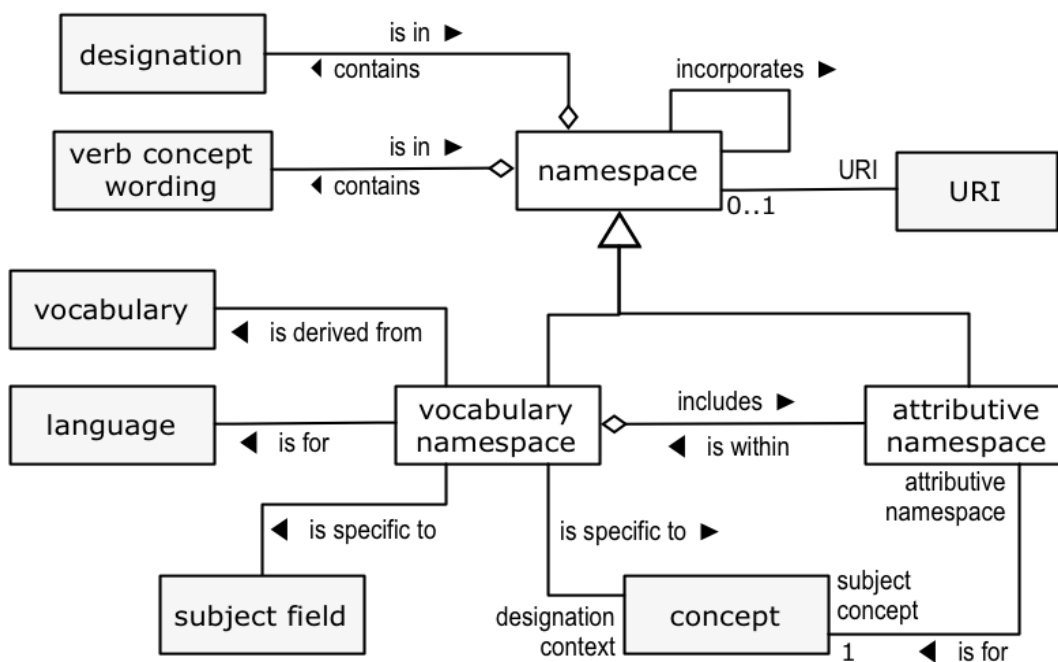 designation
is in ►
◄ contains
incorporates ►
verb concept
wording
is in ►
◄ contains
namespace
URI
0..1
URI
vocabulary
◄ is derived from
language
◄ is for
vocabulary
namespace
includes ►
◄ is within
attributive
namespace
attributive
namespace
◄ is specific to
is specific to ►
subject field
designation
context
concept
subject
concept
1
◄ is for